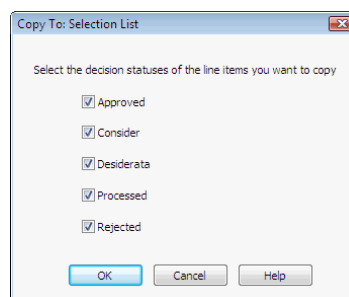 Copy To: Selection List
Select the decision statuses of the line items you want to copy
Approved
Consider
Desiderata
Processed
Rejected
OK Cancel Help